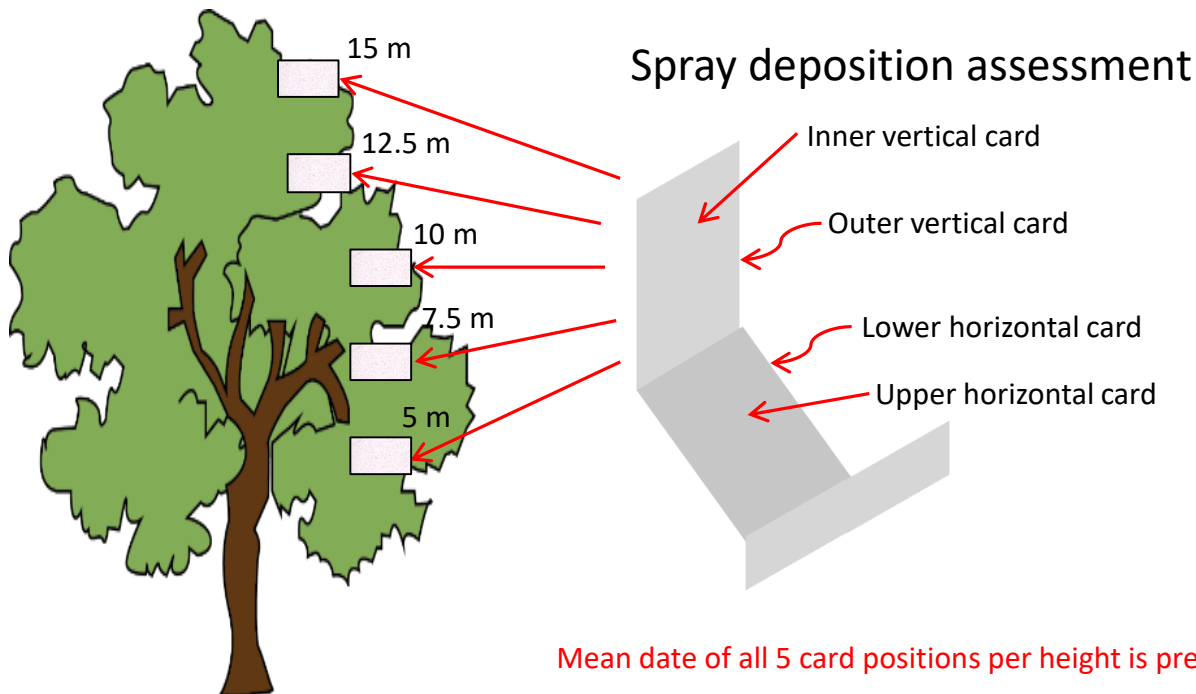 Spray deposition assessment
15 m
12.5 m
10 m
7.5 m
5 m
Inner vertical card
Outer vertical card
Lower horizontal card
Upper horizontal card
Mean date of all 5 card positions per height is pre